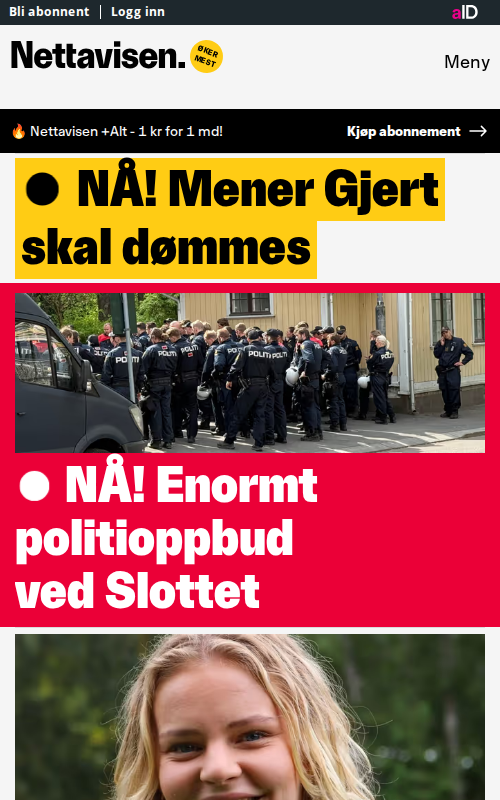 Bli abonnent | Logg inn
aID
Nettavisen.
ØKER
MEST
Meny
🔥 Nettavisen +Alt - 1 kr for 1 md!
Kjøp abonnement →
● NÅ! Mener Gjert
skal dømmes
POLITI
POLITI
● NÅ! Enormt
politioppbud
ved Slottet